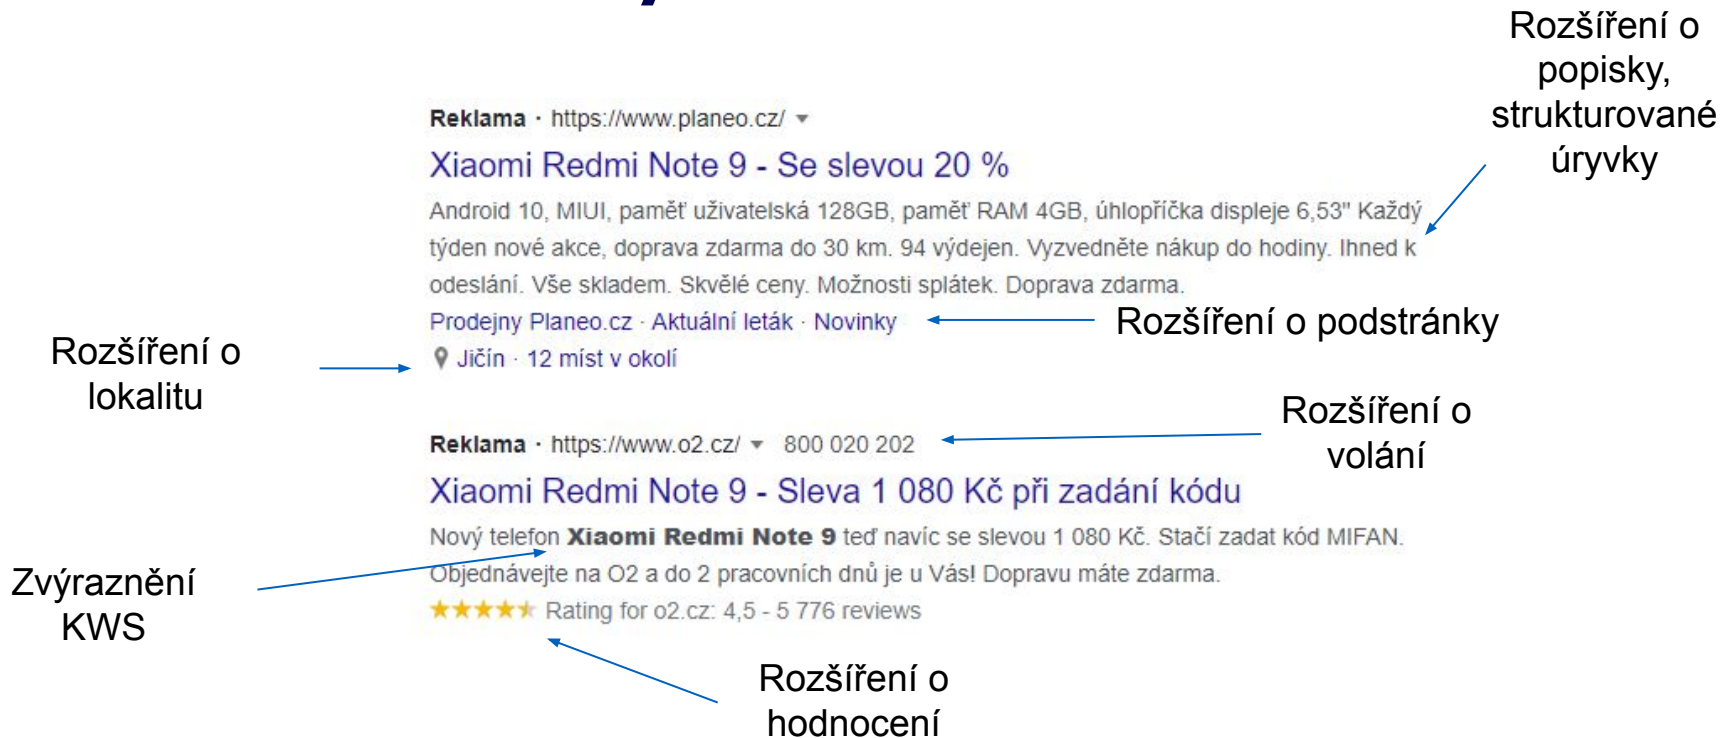 Rozšíření o
popisky,
strukturované
úryvky
Reklama · https://www.planeo.cz/
Xiaomi Redmi Note 9 - Se slevou 20 %
Android 10, MIUI, paměť uživatelská 128GB, paměť RAM 4GB, úhlopříčka displeje 6,53" Každý
týden nové akce, doprava zdarma do 30 km. 94 výdejen. Vyzvedněte nákup do hodiny. Ihned k
odeslání. Vše skladem. Skvělé ceny. Možnosti splátek. Doprava zdarma.
Prodejny Planeo.cz · Aktuální leták · Novinky
Rozšíření o podstránky
Rozšíření o
lokalitu
Jičín · 12 míst v okolí
Rozšíření o
volání
Reklama · https://www.o2.cz/ 800 020 202
Xiaomi Redmi Note 9 - Sleva 1 080 Kč při zadání kódu
Nový telefon Xiaomi Redmi Note 9 teď navíc se slevou 1 080 Kč. Stačí zadat kód MIFAN.
Objednávejte na O2 a do 2 pracovních dnů je u Vás! Dopravu máte zdarma.
Zvýraznění
KWS
★★★★★ Rating for o2.cz: 4,5 - 5 776 reviews
Rozšíření o
hodnocení